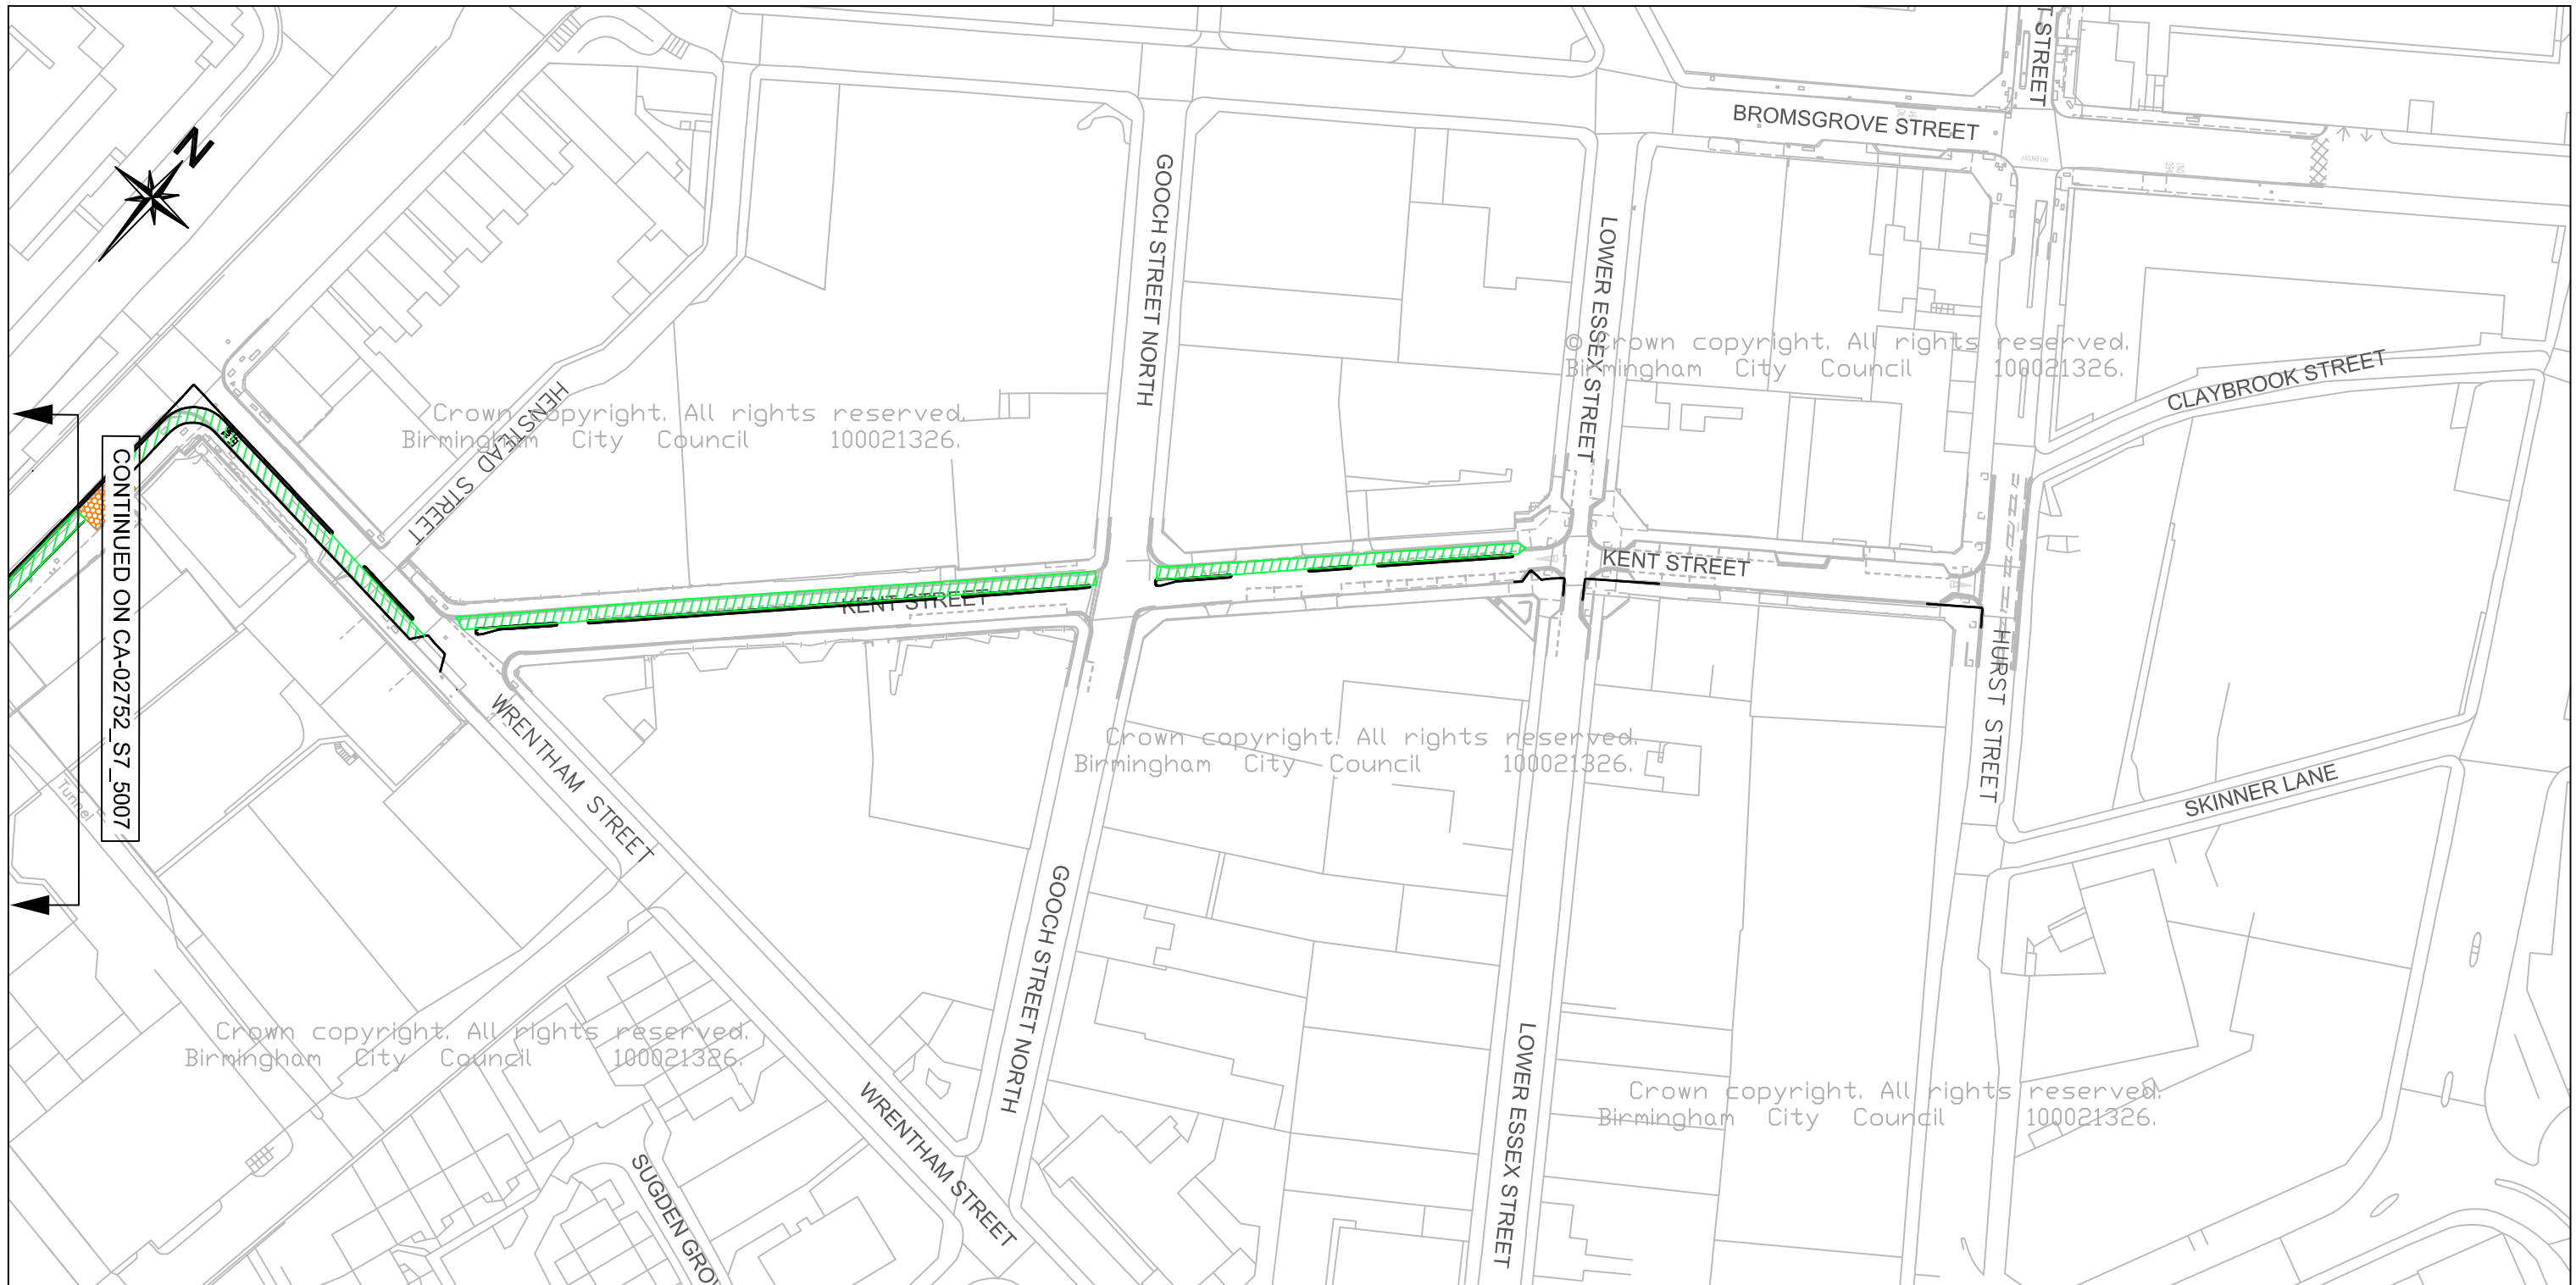 T STREET
BROMSGROVE STREET
NO ENTRY
N
GOOCH STREET NORTH
LOWER ESSEX STREET
© Crown copyright. All rights reserved.
Birmingham City Council 100021326.
CLAYBROOK STREET
HENSTEAD STREET
Crown copyright. All rights reserved.
Birmingham City Council 100021326.
CONTINUED ON CA-02752_S7_5007
KENT STREET
KENT STREET
HURST STREET
WRENTHAM STREET
Crown copyright. All rights reserved.
Birmingham City Council 100021326.
SKINNER LANE
Tunnel
GOOCH STREET NORTH
LOWER ESSEX STREET
Crown copyright. All rights reserved.
Birmingham City Council 100021326.
Crown copyright. All rights reserved.
Birmingham City Council 100021326.
WRENTHAM STREET
SUGDEN GROV